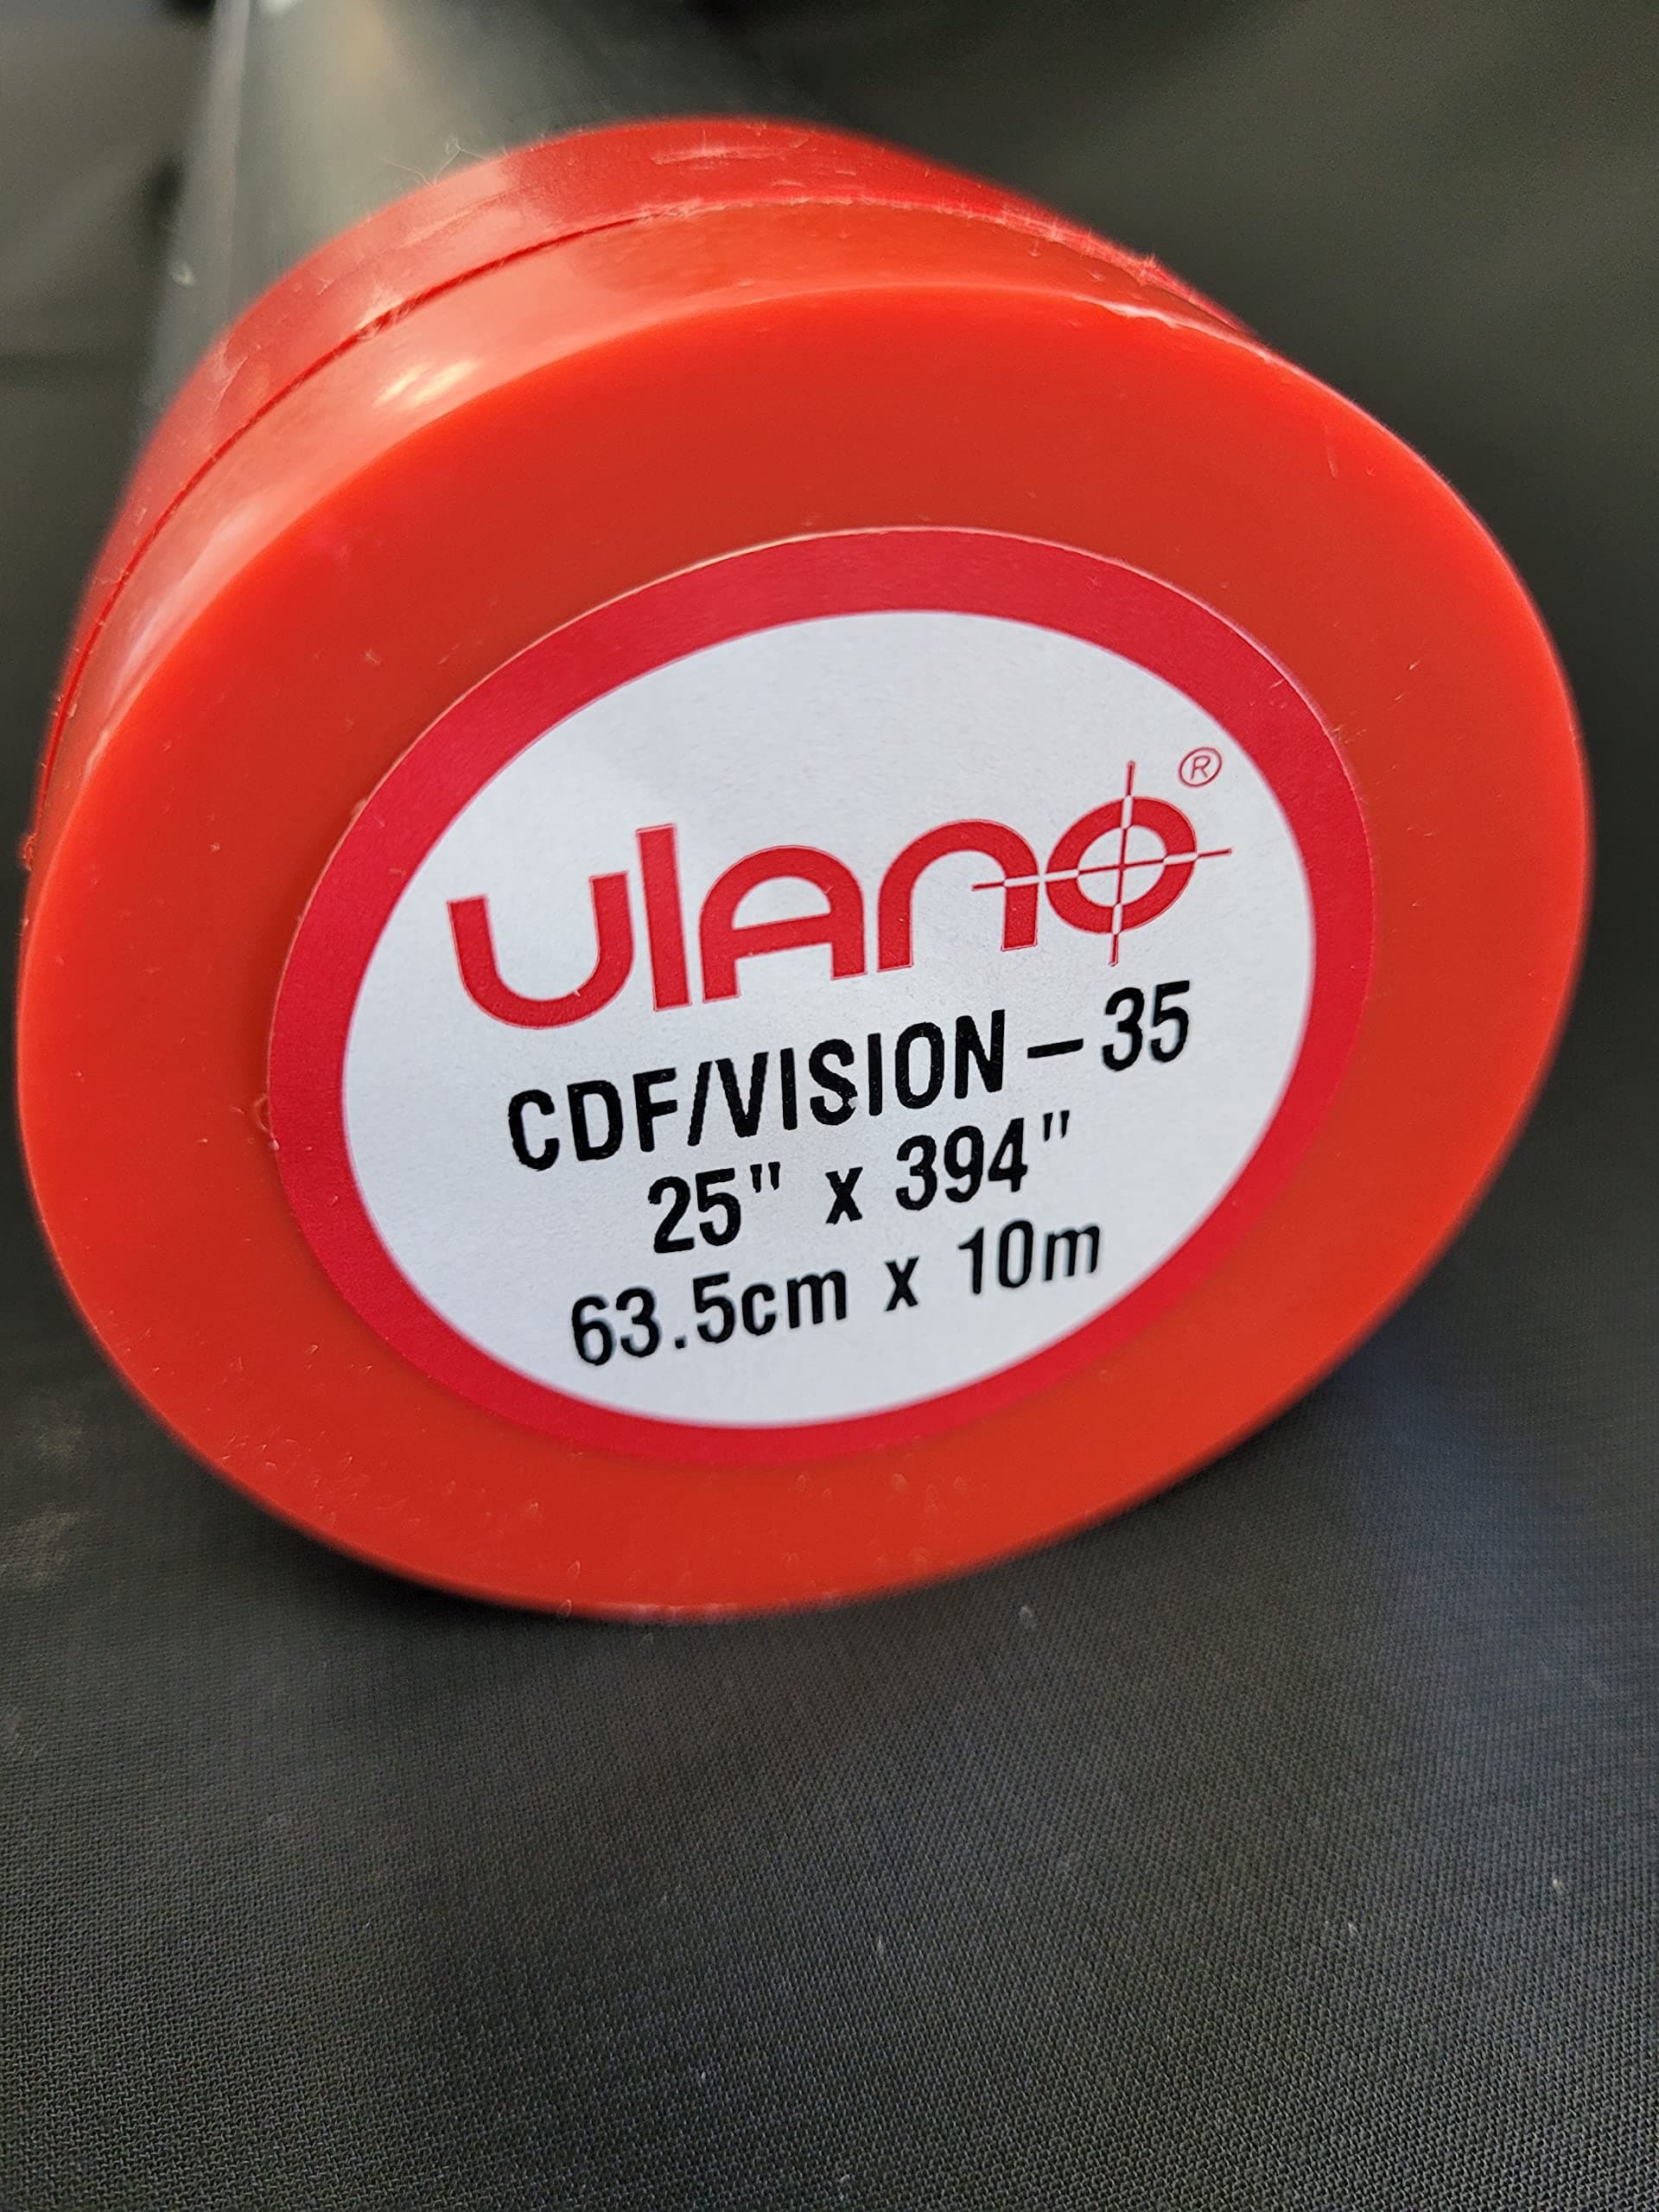 ulano®
CDF/VISION-35
25" x 394"
63.5cm x 10m